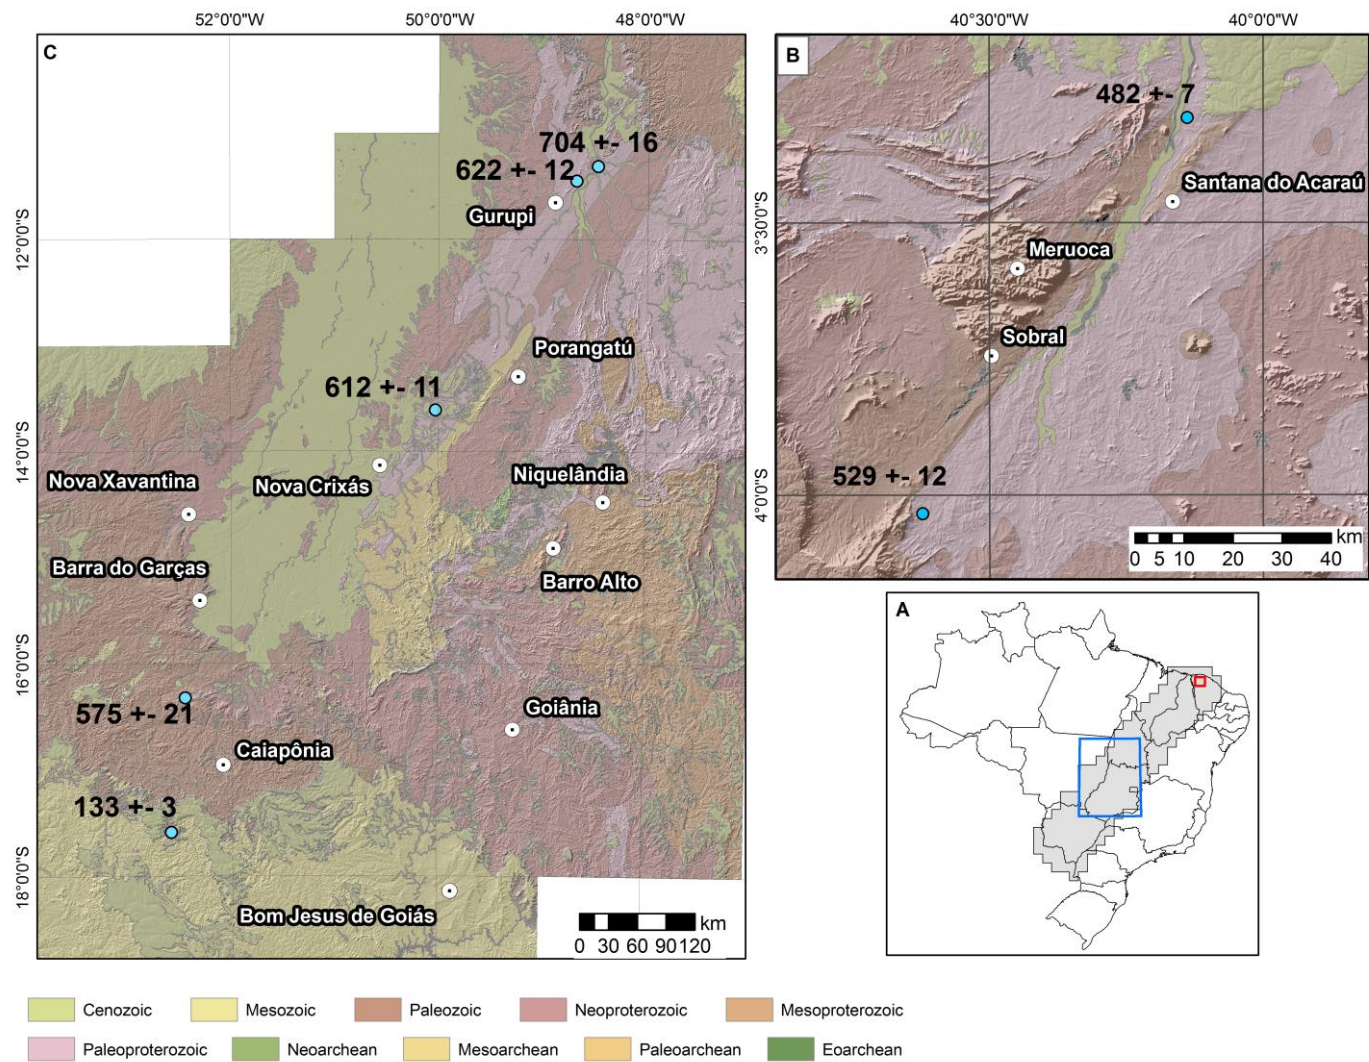 52°0'0"W
50°0'0"W
48°0'0"W
C
704 +- 16
622 +- 12
Gurupi
12°0'0"S
Porangatú
612 +- 11
14°0'0"S
Nova Xavantina
Nova Crixás
Niquelândia
Barra do Garças
Barro Alto
16°0'0"S
575 +- 21
Goiânia
Caiapônia
133 +- 3
18°0'0"S
Bom Jesus de Goiás
km
0 30 60 90 120
40°30'0"W
40°0'0"W
B
482 +- 7
Santana do Acaraú
3°30'0"S
Meruoca
Sobral
529 +- 12
4°0'0"S
km
0 5 10 20 30 40
A
Cenozoic
Mesozoic
Paleozoic
Neoproterozoic
Mesoproterozoic
Paleoproterozoic
Neoarchean
Mesoarchean
Paleoarchean
Eoarchean